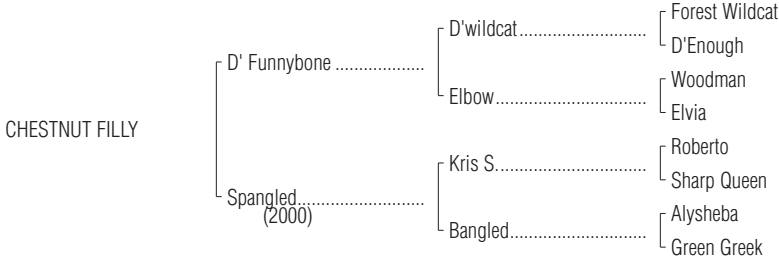 Forest Wildcat
D'wildcat
D'Enough
D' Funnybone
Woodman
Elbow
Elvia
CHESTNUT FILLY
Roberto
Kris S.
Sharp Queen
Spangled
(2000)
Alysheba
Bangled
Green Greek